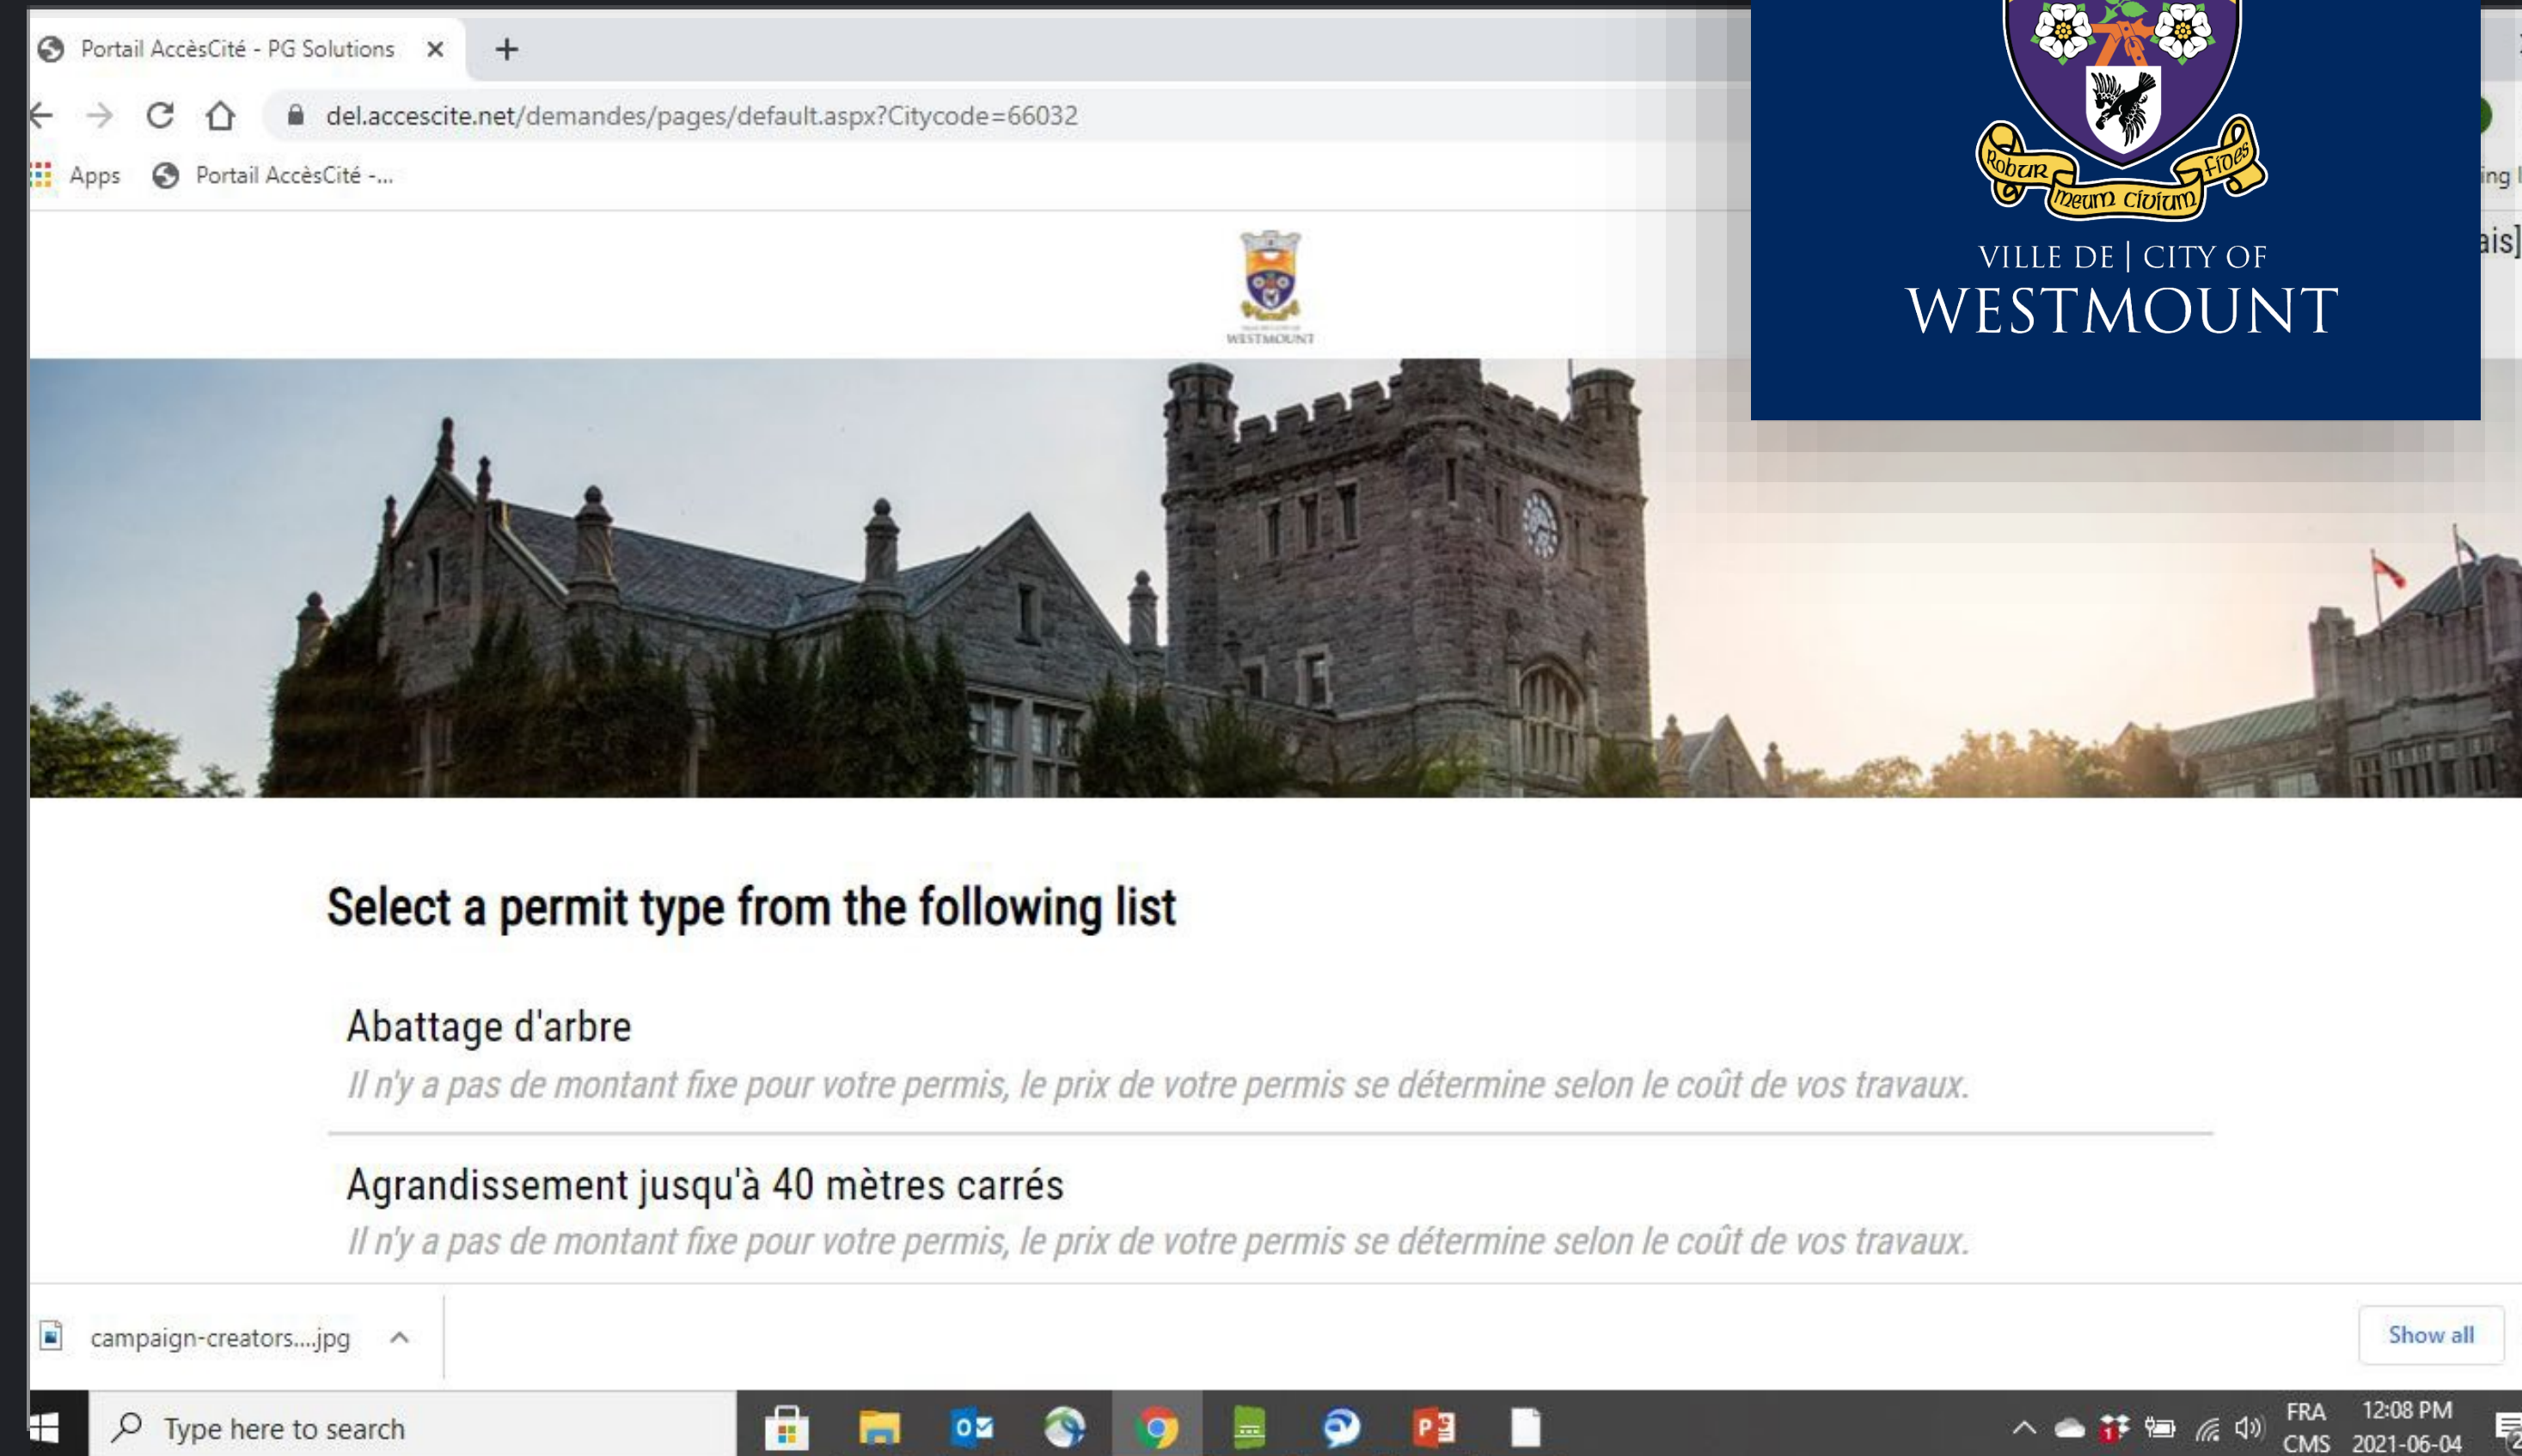 Portail AccèsCité - PG Solutions
del.accescite.net/demandes/pages/default.aspx?Citycode=66032
Apps
Portail AccèsCité -...
Robur meum civium Fides
VILLE DE | CITY OF
WESTMOUNT
ais]
WESTMOUNT
Select a permit type from the following list
Abattage d'arbre
Il n'y a pas de montant fixe pour votre permis, le prix de votre permis se détermine selon le coût de vos travaux.
Agrandissement jusqu'à 40 mètres carrés
Il n'y a pas de montant fixe pour votre permis, le prix de votre permis se détermine selon le coût de vos travaux.
campaign-creators....jpg
Show all
Type here to search
FRA 12:08 PM
CMS 2021-06-04